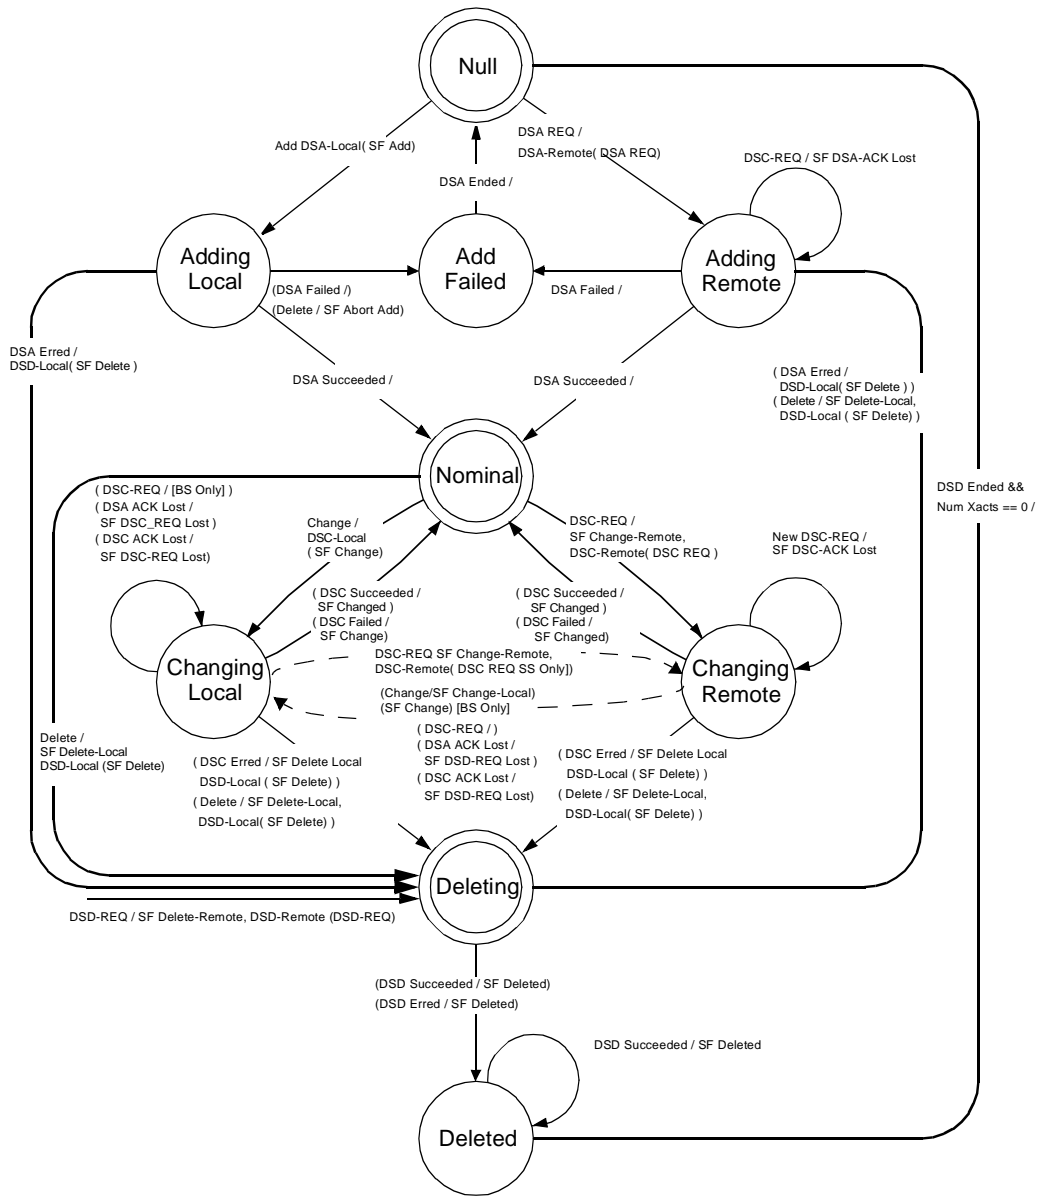 Null
Add DSA-Local( SF Add)
DSA REQ /
DSA-Remote( DSA REQ)
DSC-REQ / SF DSA-ACK Lost
DSA Ended /
Adding
Local
Add
Failed
Adding
Remote
(DSA Failed /)
(Delete / SF Abort Add)
DSA Failed /
DSA Erred /
DSD-Local( SF Delete )
DSA Succeeded /
DSA Succeeded /
( DSA Erred /
DSD-Local( SF Delete ) )
( Delete / SF Delete-Local,
DSD-Local ( SF Delete) )
Nominal
DSD Ended &&
Num Xacts == 0 /
( DSC-REQ / [BS Only] )
( DSA ACK Lost /
SF DSC_REQ Lost )
( DSC ACK Lost /
SF DSC-REQ Lost)
Change /
DSC-Local
( SF Change)
DSC-REQ /
SF Change-Remote,
DSC-Remote( DSC REQ )
New DSC-REQ /
SF DSC-ACK Lost
( DSC Succeeded /
SF Changed )
( DSC Failed /
SF Change)
( DSC Succeeded /
SF Changed )
( DSC Failed /
SF Changed)
Changing
Local
DSC-REQ SF Change-Remote,
DSC-Remote( DSC REQ SS Only])
Changing
Remote
(Change/SF Change-Local)
(SF Change) [BS Only]
Delete /
SF Delete-Local
DSD-Local (SF Delete)
( DSC Erred / SF Delete Local
DSD-Local ( SF Delete) )
( Delete / SF Delete-Local,
DSD-Local( SF Delete) )
( DSC-REQ / )
( DSA ACK Lost /
SF DSD-REQ Lost )
( DSC ACK Lost /
SF DSD-REQ Lost)
( DSC Erred / SF Delete Local
DSD-Local ( SF Delete) )
( Delete / SF Delete-Local,
DSD-Local( SF Delete) )
Deleting
DSD-REQ / SF Delete-Remote, DSD-Remote (DSD-REQ)
(DSD Succeeded / SF Deleted)
(DSD Erred / SF Deleted)
DSD Succeeded / SF Deleted
Deleted